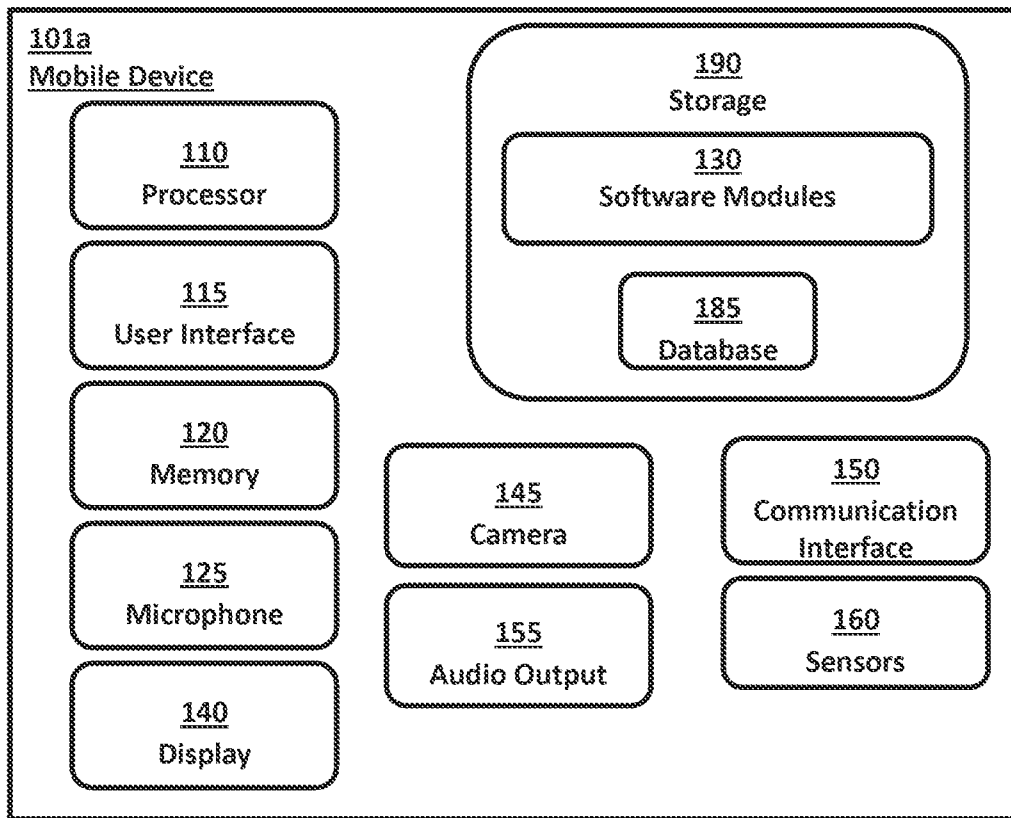 101a
Mobile Device
110
Processor
115
User Interface
120
Memory
125
Microphone
140
Display
190
Storage
130
Software Modules
185
Database
145
Camera
155
Audio Output
150
Communication
Interface
160
Sensors